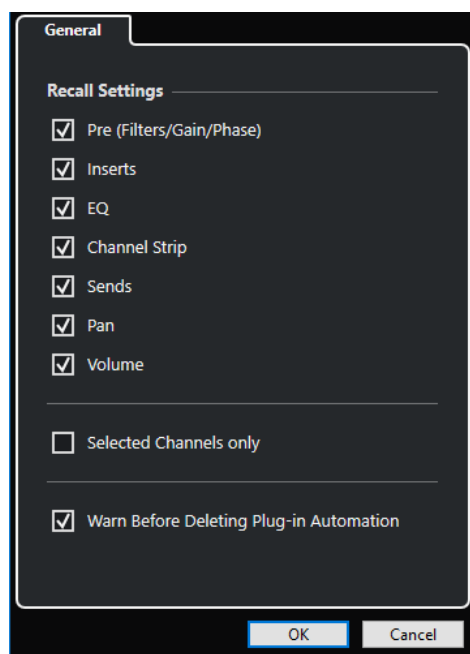 General
Recall Settings
Pre (Filters/Gain/Phase)
Inserts
EQ
Channel Strip
Sends
Pan
Volume
Selected Channels only
Warn Before Deleting Plug-in Automation
OK Cancel